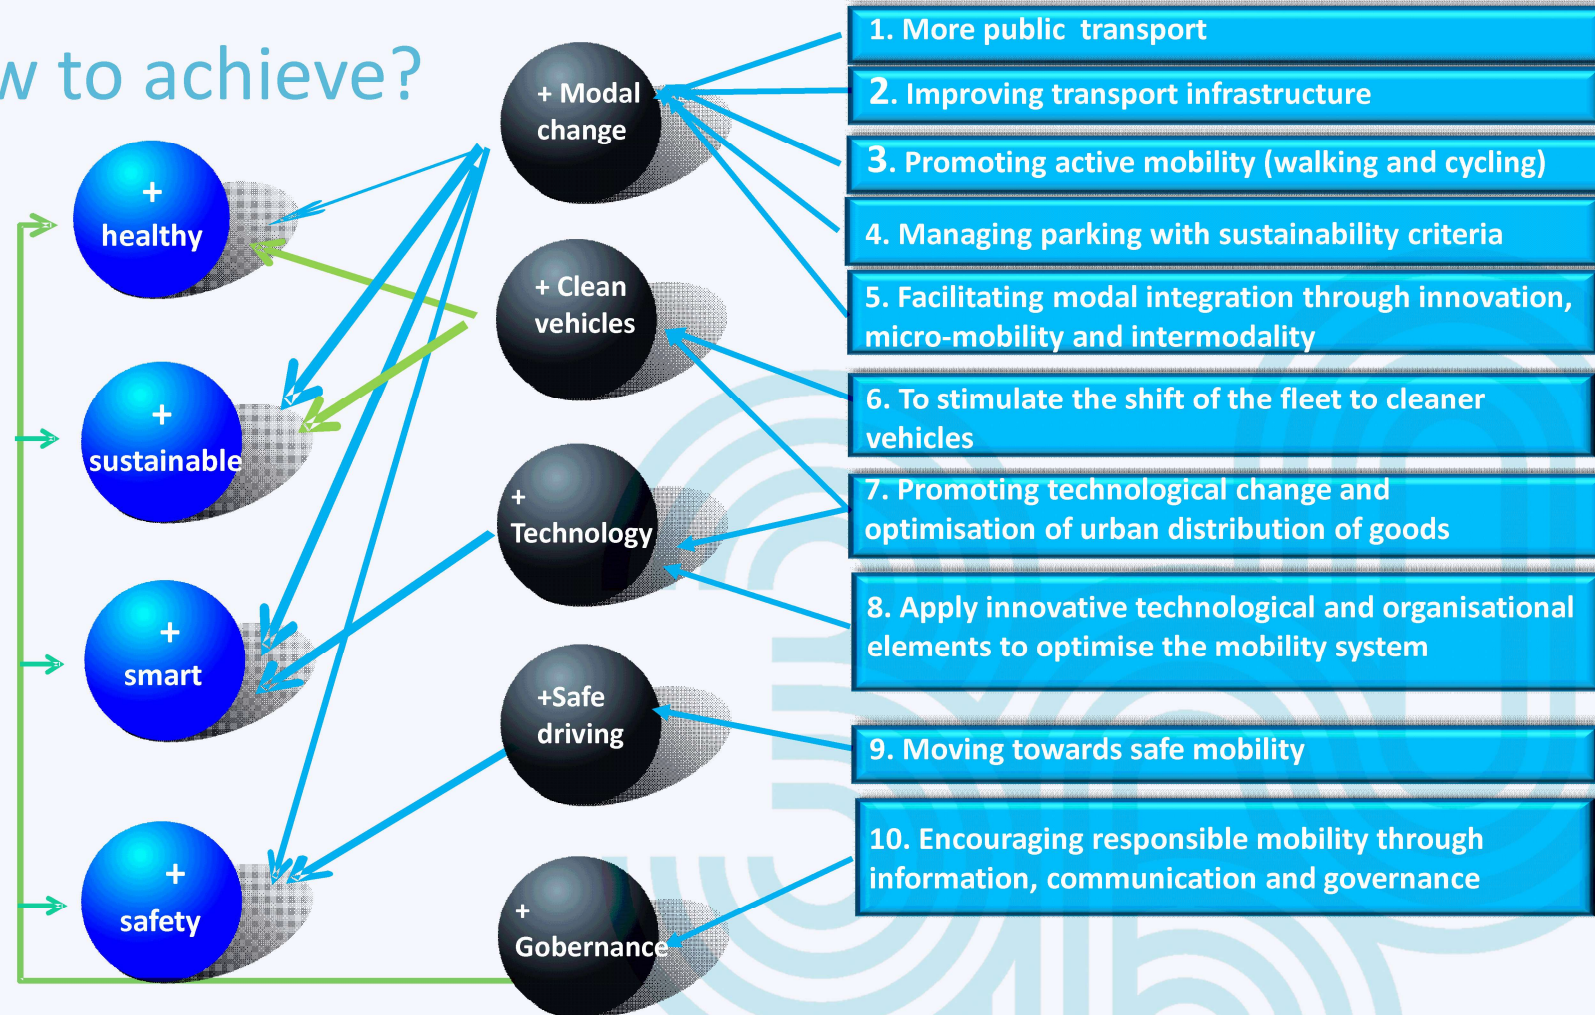 w to achieve?
+
healthy
+
sustainable
+
smart
+
safety
+ Modal
change
+ Clean
vehicles
+
Technology
+Safe
driving
+
Gobernance
1. More public transport
2. Improving transport infrastructure
3. Promoting active mobility (walking and cycling)
4. Managing parking with sustainability criteria
5. Facilitating modal integration through innovation,
micro-mobility and intermodality
6. To stimulate the shift of the fleet to cleaner
vehicles
7. Promoting technological change and
optimisation of urban distribution of goods
8. Apply innovative technological and organisational
elements to optimise the mobility system
9. Moving towards safe mobility
10. Encouraging responsible mobility through
information, communication and governance